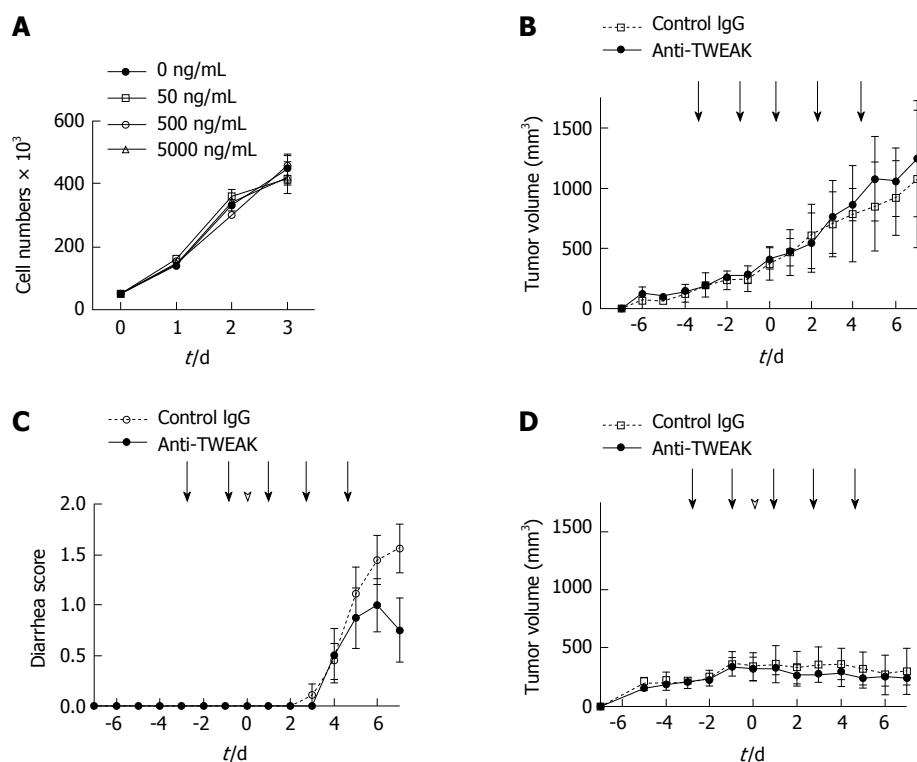 A
0 ng/mL
50 ng/mL
500 ng/mL
5000 ng/mL
600
400
200
0
Cell numbers × 10³
0 1 2 3
t/d
B
Control IgG
Anti-TWEAK
1500
1000
500
0
Tumor volume (mm³)
-6 -4 -2 0 2 4 6
t/d
C
Control IgG
Anti-TWEAK
2.0
1.5
1.0
0.5
0.0
Diarrhea score
-6 -4 -2 0 2 4 6
t/d
D
Control IgG
Anti-TWEAK
1500
1000
500
0
Tumor volume (mm³)
-6 -4 -2 0 2 4 6
t/d